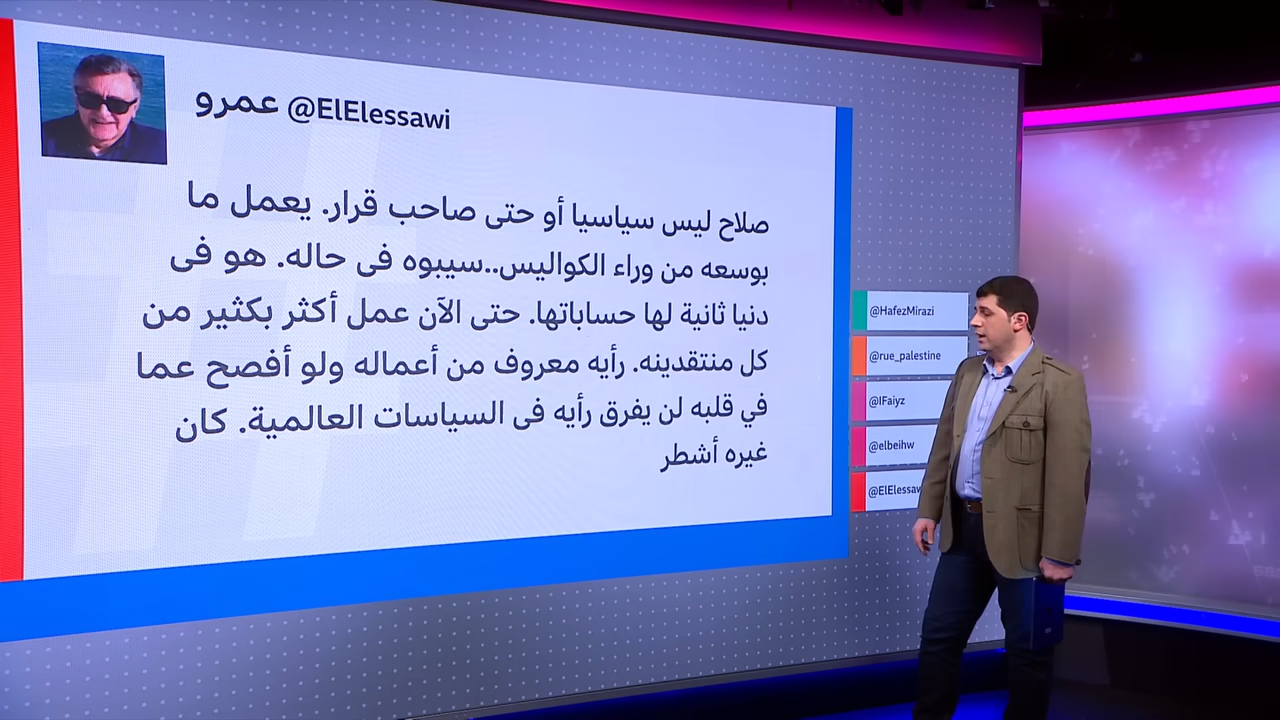 عمرو @ElElessawi
صلاح ليس سياسيا أو حتى صاحب قرار. يعمل ما
بوسعه من وراء الكواليس..سيبوه فى حاله. هو فى
دنيا ثانية لها حساباتها. حتى الآن عمل أكثر بكثير من
كل منتقدينه. رأيه معروف من أعماله ولو أفصح عما
في قلبه لن يفرق رأيه فى السياسات العالمية. كان
غيره أشطر
@HafezMirazi
@rue_palestine
@IFaiyz
@elbeihw